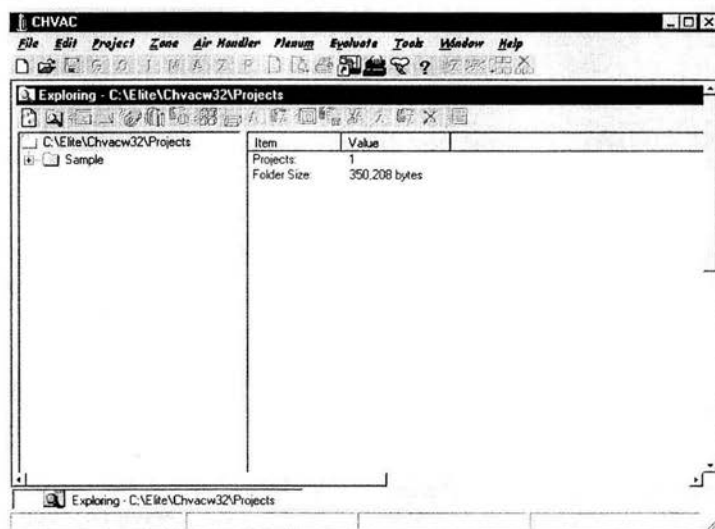 CHVAC
File Edit Project Zone Air Handler Plenum Evaluate Tools Window Help
G O I M A Z P ?
Exploring - C:\Elite\Chvacw32\Projects
C:\Elite\Chvacw32\Projects Item Value
Sample Projects: 1
Folder Size: 350,208 bytes
Exploring - C:\Elite\Chvacw32\Projects